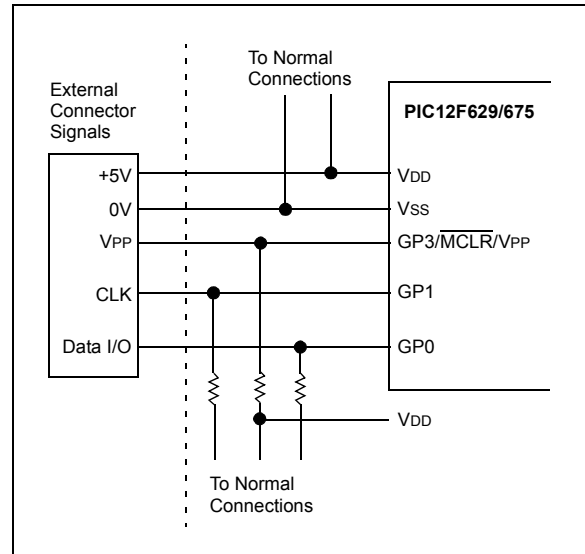 To Normal
Connections
External
Connector
Signals
PIC12F629/675
+5V
VDD
0V
VSS
VPP
GP3/MCLR/VPP
CLK
GP1
Data I/O
GP0
VDD
To Normal
Connections